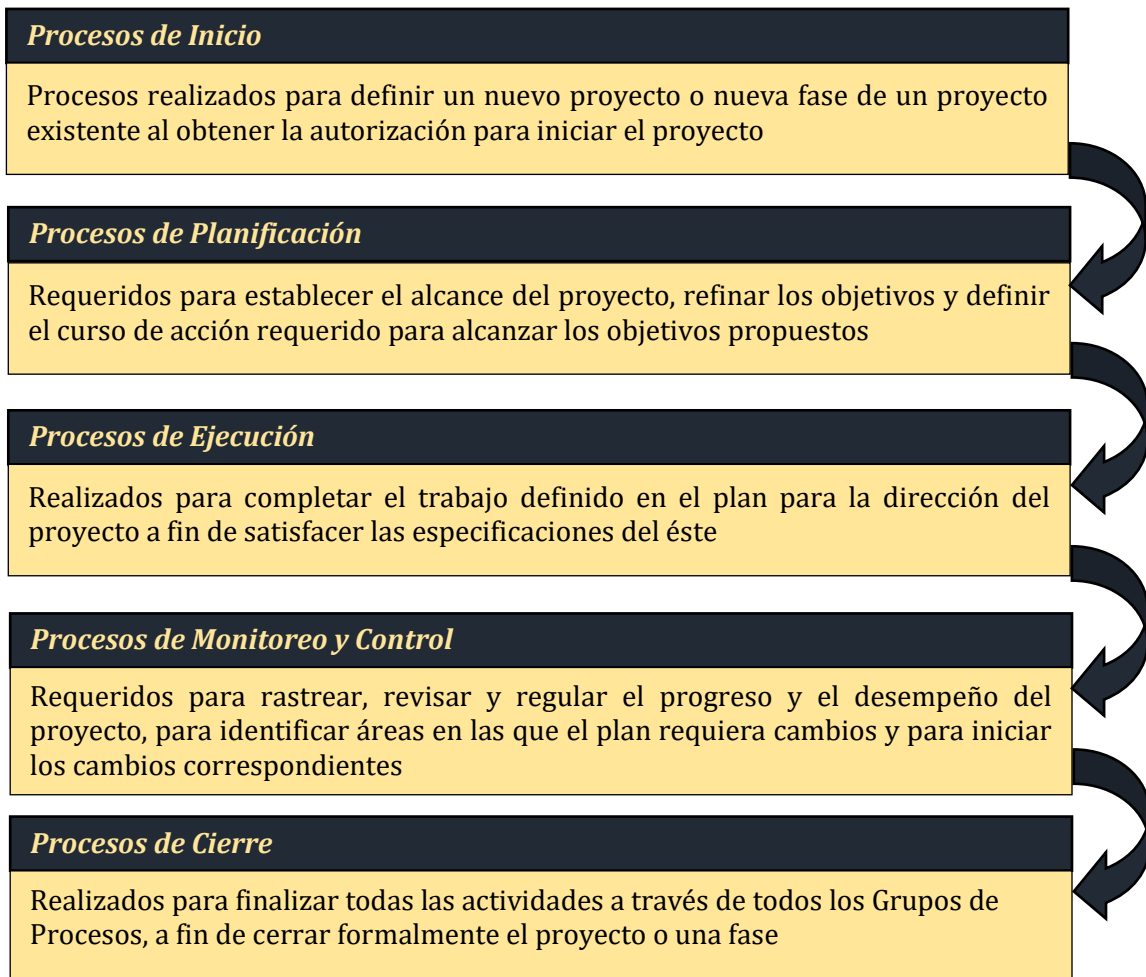 Procesos de Inicio
Procesos realizados para definir un nuevo proyecto o nueva fase de un proyecto
existente al obtener la autorización para iniciar el proyecto
Procesos de Planificación
Requeridos para establecer el alcance del proyecto, refinar los objetivos y definir
el curso de acción requerido para alcanzar los objetivos propuestos
Procesos de Ejecución
Realizados para completar el trabajo definido en el plan para la dirección del
proyecto a fin de satisfacer las especificaciones del éste
Procesos de Monitoreo y Control
Requeridos para rastrear, revisar y regular el progreso y el desempeño del
proyecto, para identificar áreas en las que el plan requiera cambios y para iniciar
los cambios correspondientes
Procesos de Cierre
Realizados para finalizar todas las actividades a través de todos los Grupos de
Procesos, a fin de cerrar formalmente el proyecto o una fase